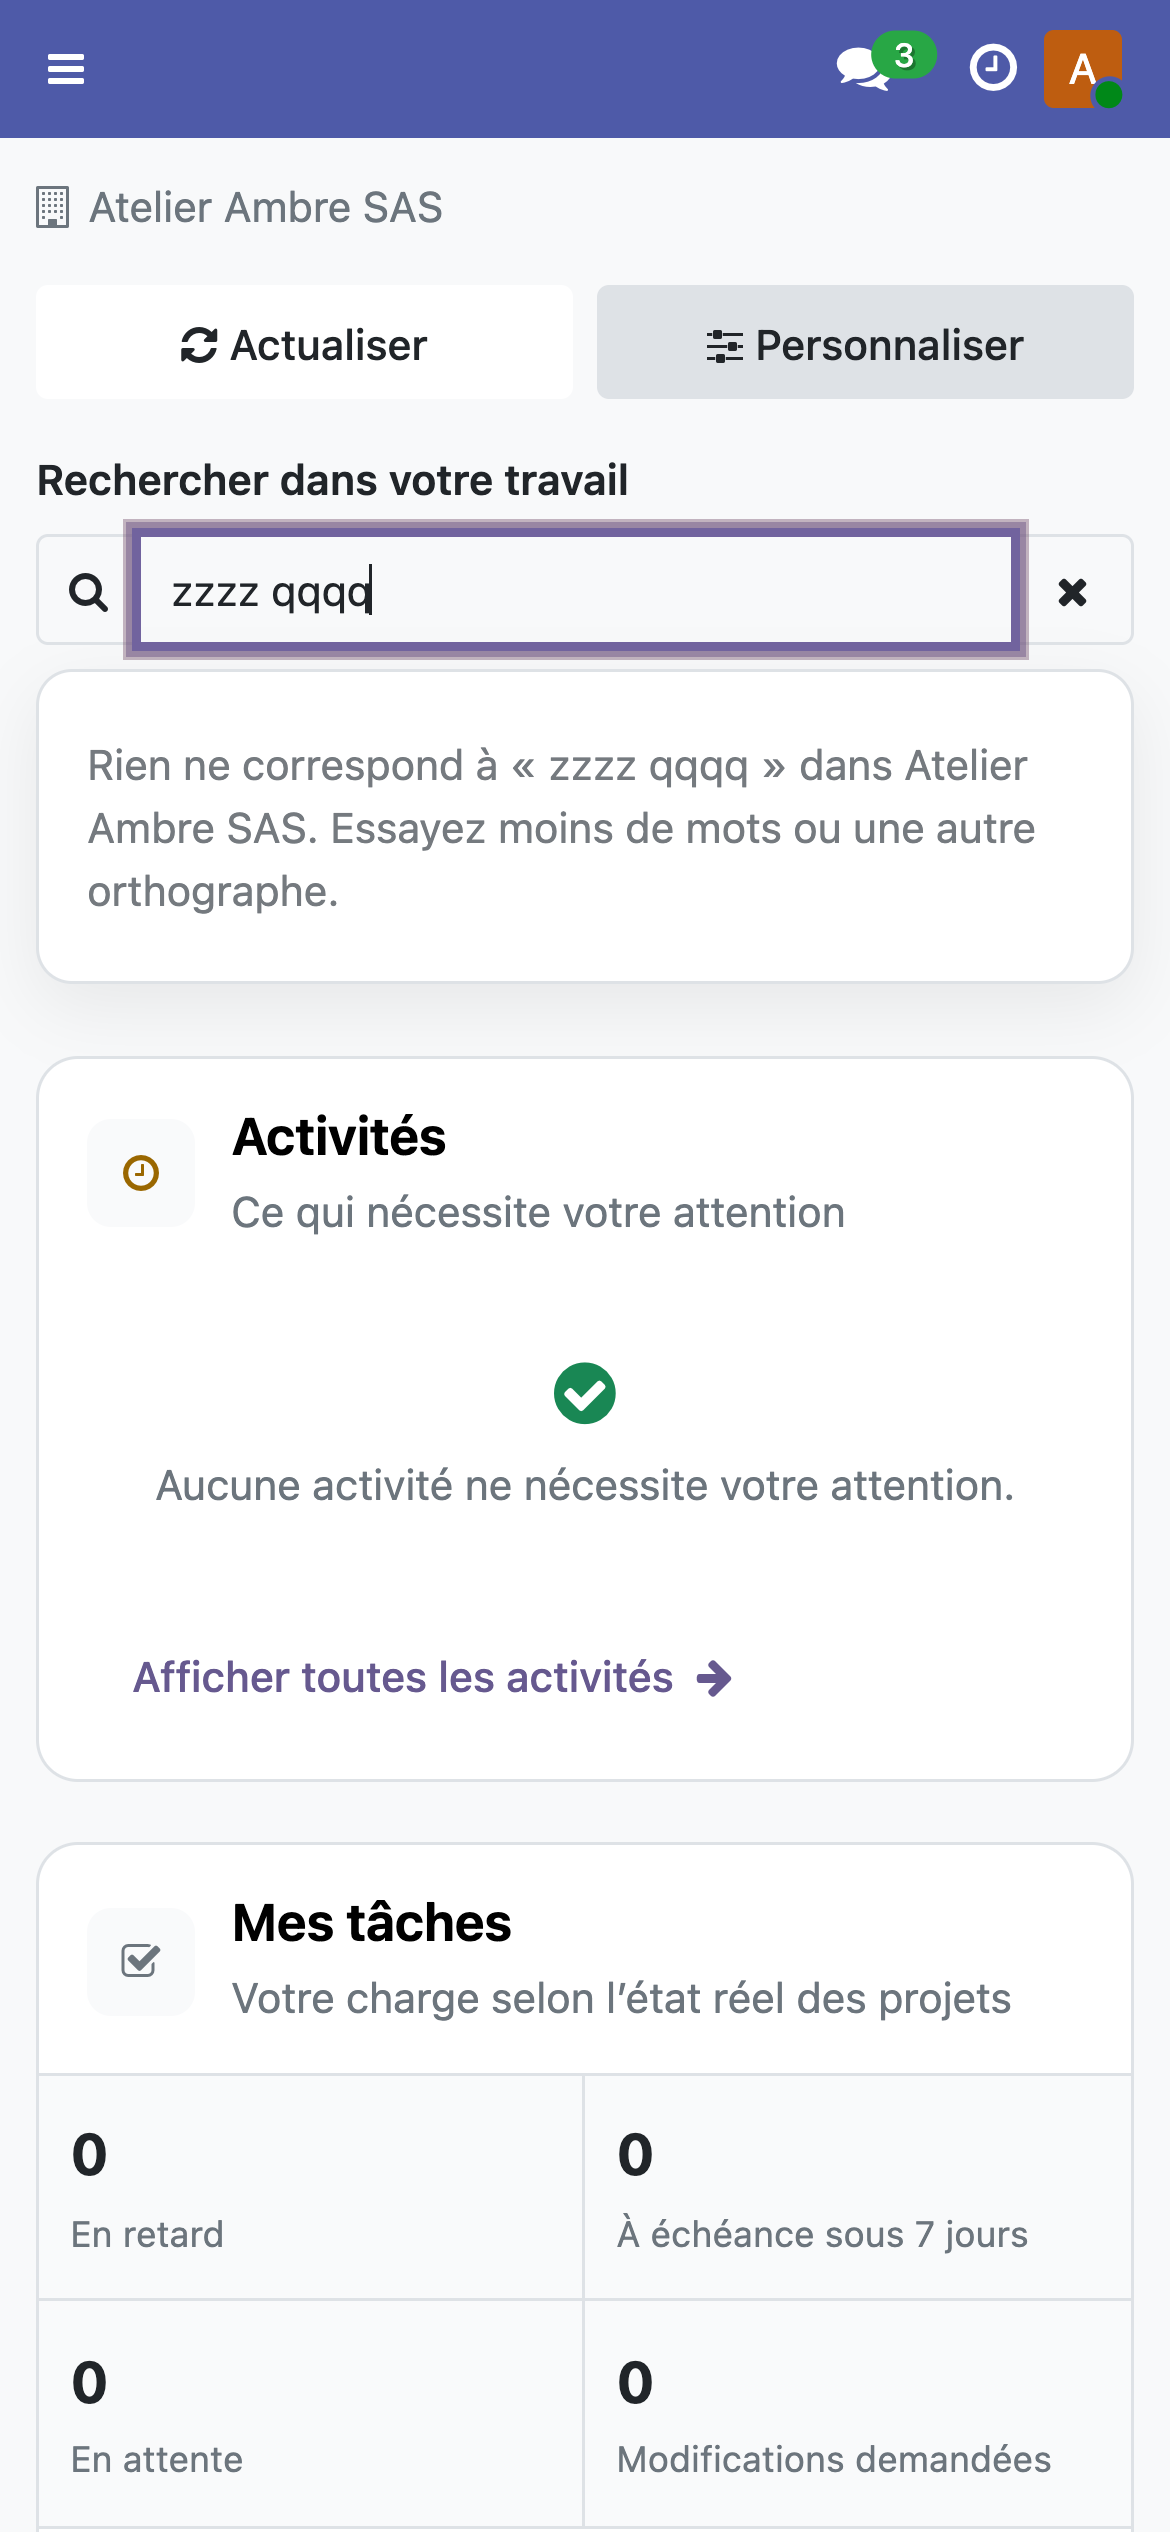 3
A
Atelier Ambre SAS
Actualiser
Personnaliser
Rechercher dans votre travail
zzzz qqqq
Rien ne correspond à « zzzz qqqq » dans Atelier
Ambre SAS. Essayez moins de mots ou une autre
orthographe.
Activités
Ce qui nécessite votre attention
Aucune activité ne nécessite votre attention.
Afficher toutes les activités
Mes tâches
Votre charge selon l’état réel des projets
0
En retard
0
À échéance sous 7 jours
0
En attente
0
Modifications demandées